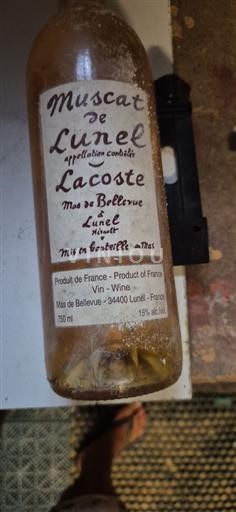 Muscat
de
Lunel
appellation contrôlée
Lacoste
Mas de Bellevue
à
Lunel
Hérault
Mis en bouteille au Mas
Produit de France - Product of France
Vin - Wine
Mas de Bellevue - 34400 Lunel - France
750 ml 15% alc./vol.